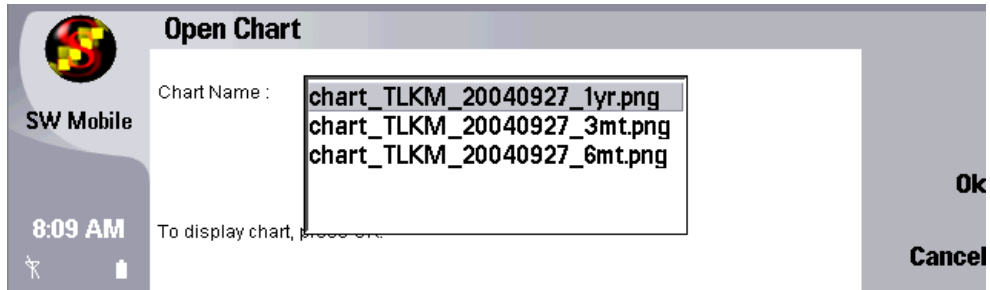 Open Chart
SW Mobile
Chart Name :
chart_TLKM_20040927_1yr.png
chart_TLKM_20040927_3mt.png
chart_TLKM_20040927_6mt.png
To display chart,
Ok
Cancel
8:09 AM